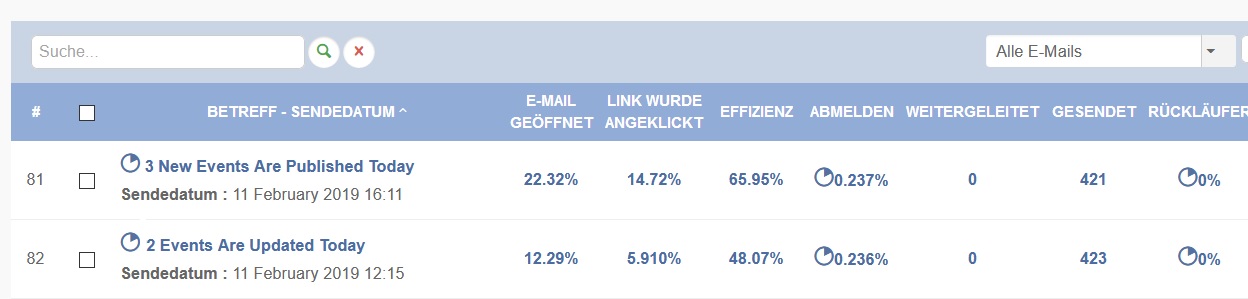 Suche...
Alle E-Mails
# BETREFF - SENDEDATUM E-MAIL GEÖFFNET LINK WURDE ANGEKLICKT EFFIZIENZ ABMELDEN WEITERGELEITET GESENDET RÜCKLÄUFER
81 3 New Events Are Published Today 22.32% 14.72% 65.95% 0.237% 0 421 0%
Sendedatum : 11 February 2019 16:11
82 2 Events Are Updated Today 12.29% 5.910% 48.07% 0.236% 0 423 0%
Sendedatum : 11 February 2019 12:15